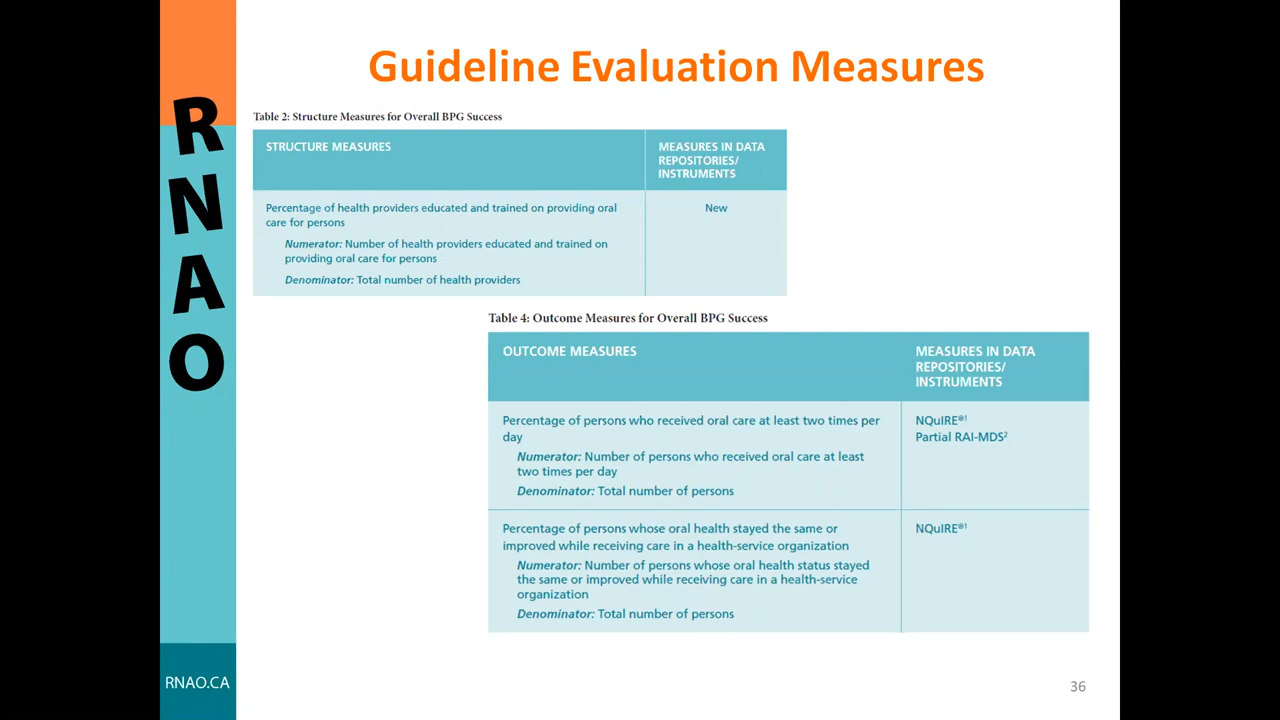 Guideline Evaluation Measures
RNAO
Table 2: Structure Measures for Overall BPG Success
STRUCTURE MEASURES
MEASURES IN DATA
REPOSITORIES/
INSTRUMENTS
Percentage of health providers educated and trained on providing oral
care for persons
Numerator: Number of health providers educated and trained on
providing oral care for persons
Denominator: Total number of health providers
New
Table 4: Outcome Measures for Overall BPG Success
OUTCOME MEASURES
MEASURES IN DATA
REPOSITORIES/
INSTRUMENTS
Percentage of persons who received oral care at least two times per
day
Numerator: Number of persons who received oral care at least
two times per day
Denominator: Total number of persons
NQuIRE®¹
Partial RAI-MDS²
Percentage of persons whose oral health stayed the same or
improved while receiving care in a health-service organization
Numerator: Number of persons whose oral health status stayed
the same or improved while receiving care in a health-service
organization
Denominator: Total number of persons
NQuIRE®¹
RNAO.CA
36